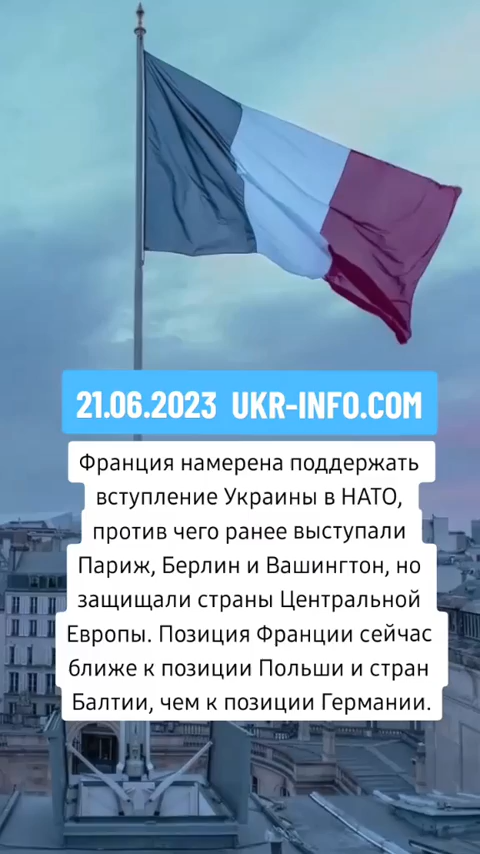 21.06.2023 UKR-INFO.COM
Франция намерена поддержать
вступление Украины в НАТО,
против чего ранее выступали
Париж, Берлин и Вашингтон, но
защищали страны Центральной
Европы. Позиция Франции сейчас
ближе к позиции Польши и стран
Балтии, чем к позиции Германии.